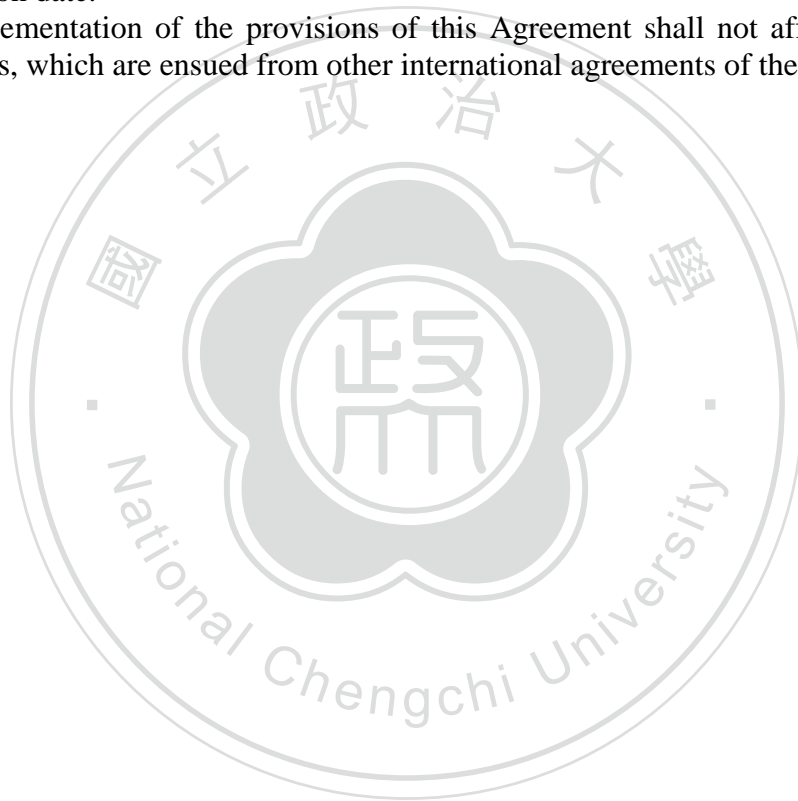 on date.
ementation of the provisions of this Agreement shall not af
s, which are ensued from other international agreements of the
國立政治大學
政
National Chengchi University